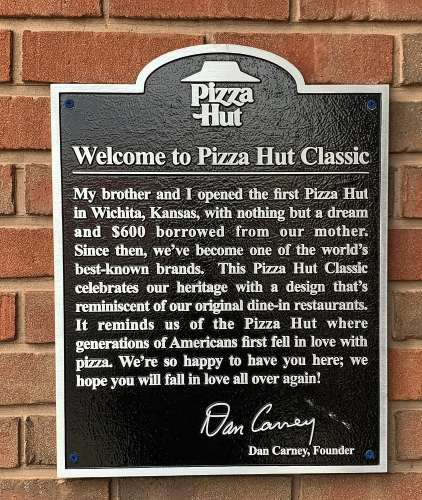 Pizza
Hut
Welcome to Pizza Hut Classic
My brother and I opened the first Pizza Hut
in Wichita, Kansas, with nothing but a dream
and $600 borrowed from our mother.
Since then, we've become one of the world's
best-known brands. This Pizza Hut Classic
celebrates our heritage with a design that's
reminiscent of our original dine-in restaurants.
It reminds us of the Pizza Hut where
generations of Americans first fell in love with
pizza. We're so happy to have you here; we
hope you will fall in love all over again!
Dan Carney
Dan Carney, Founder